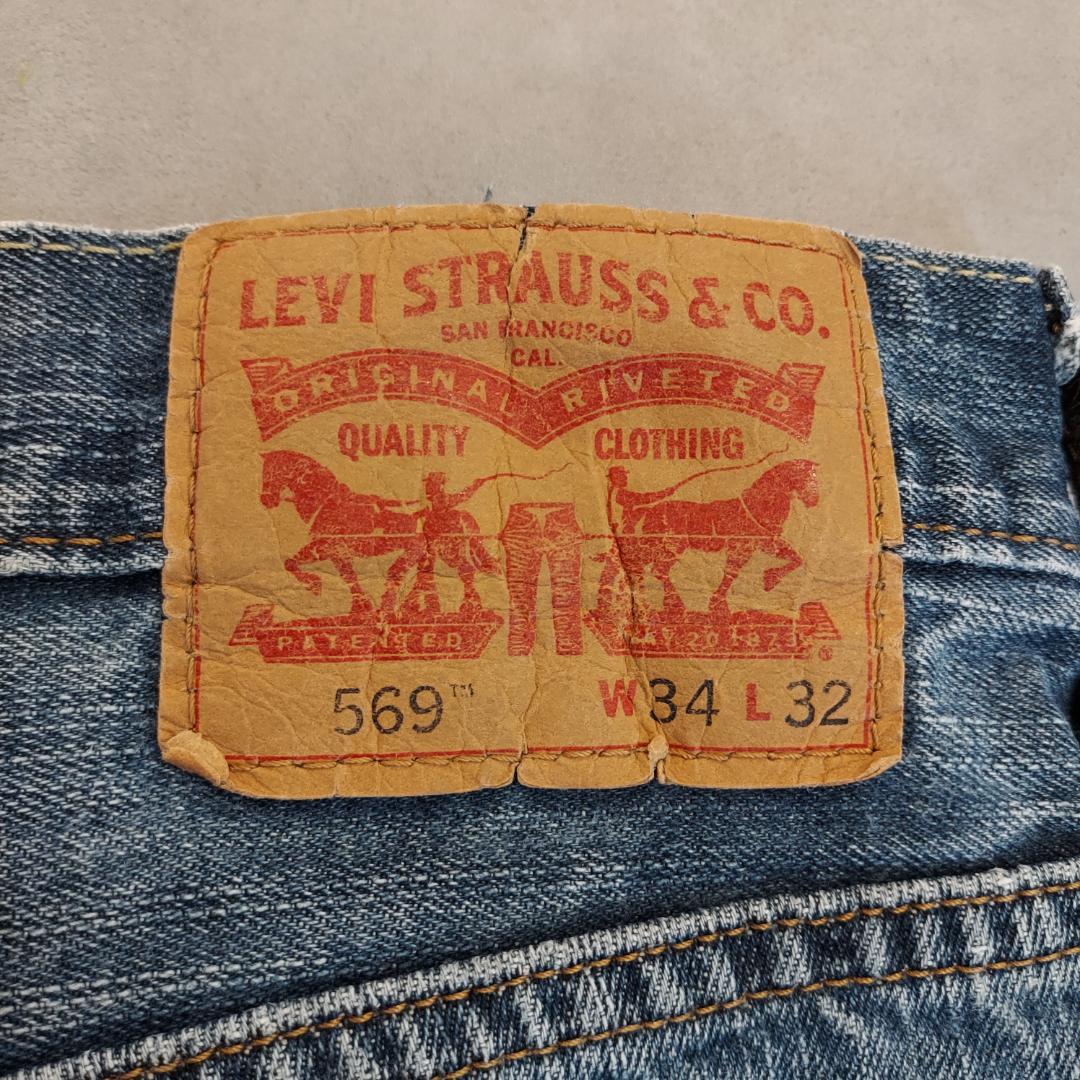 LEVI STRAUSS & CO.
SAN FRANCISCO
CAL.
ORIGINAL RIVETED
QUALITY CLOTHING
PATENTED MAY 20 1873 ®
569™ W34 L32